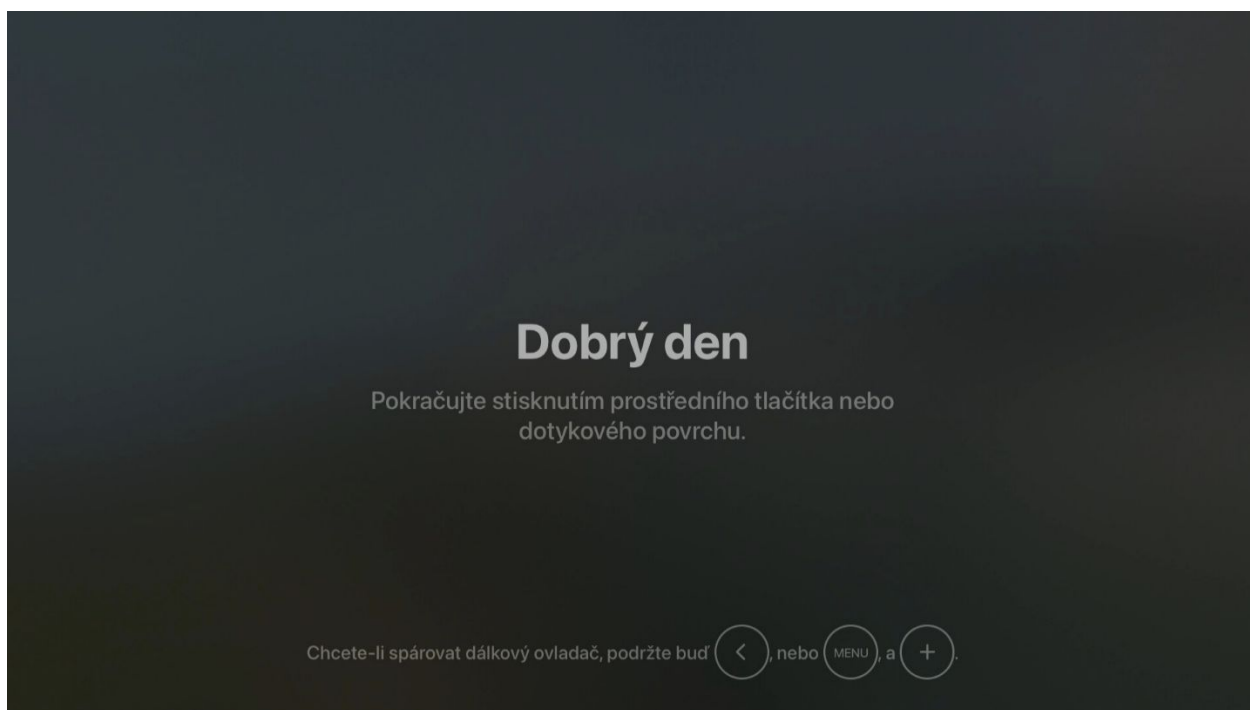 Dobrý den
Pokračujte stisknutím prostředního tlačítka nebo
dotykového povrchu.
Chcete-li spárovat dálkový ovladač, podržte buď <, nebo MENU, a +.